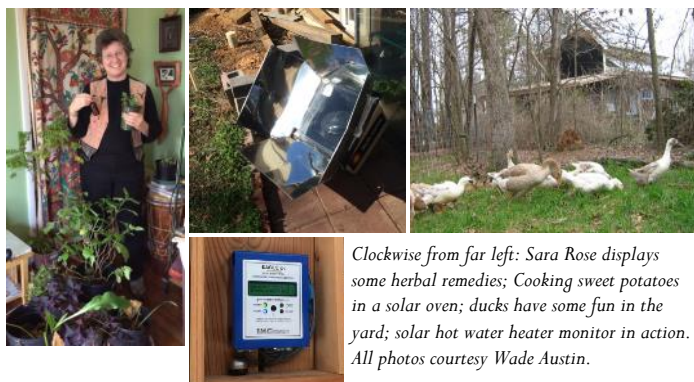 Clockwise from far left: Sara Rose displays
some herbal remedies; Cooking sweet potatoes
in a solar oven; ducks have some fun in the
yard; solar hot water heater monitor in action.
All photos courtesy Wade Austin.